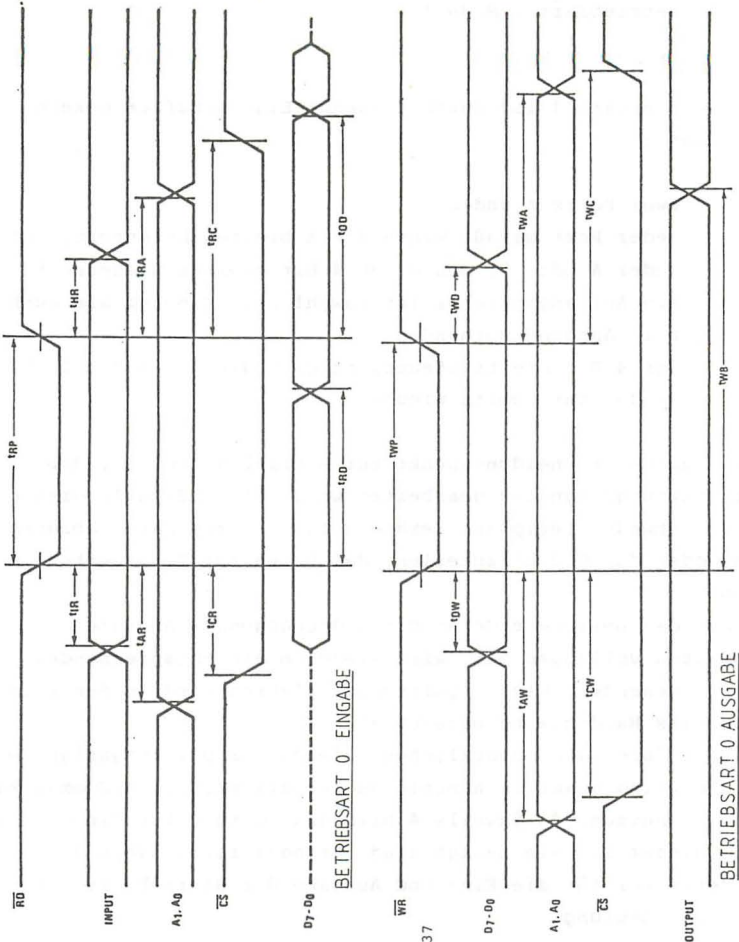 RD
tRP
INPUT
tIR
tHR
A1, A0
tAR
tRA
CS
tCR
tRC
D7-D0
tRD
tOD
BETRIEBSART 0 EINGABE
37
WR
tWP
D7-D0
tDW
tWD
A1, A0
tAW
tWA
CS
tCW
tWC
OUTPUT
tWB
BETRIEBSART 0 AUSGABE